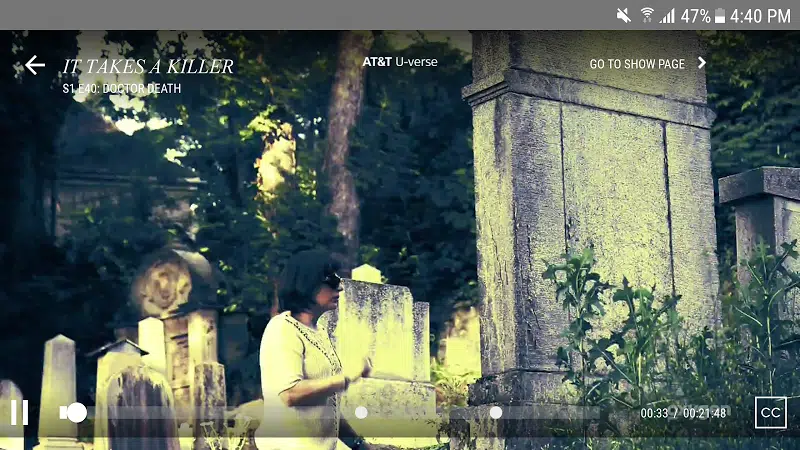 47% 4:40 PM
IT TAKES A KILLER
AT&T U-verse
GO TO SHOW PAGE
S1 E40: DOCTOR DEATH
00:33 / 00:21:48
CC